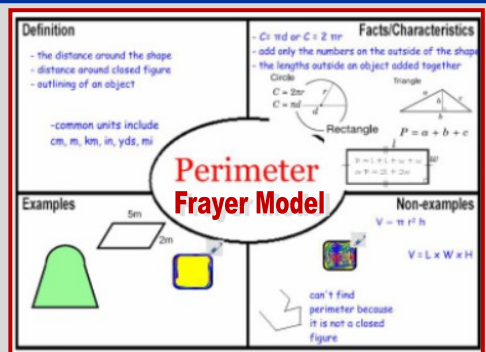 Definition
- the distance around the shape
- distance around closed figure
- outlining of an object
-common units include
cm, m, km, in, yds, mi
Facts/Characteristics
- C= πd or C = 2 πr
- add only the numbers on the outside of the shape
- the lengths outside an object added together
Circle
C = 2πr
C = πd
r
d
Triangle
a
h
c
b
P = a + b + c
Rectangle
l
w
P = l + l + w + w
or P = 2l + 2w
Perimeter
Frayer Model
Examples
5m
2m
Non-examples
V = π r² h
V = L x W x H
can't find
perimeter because
it is not a closed
figure